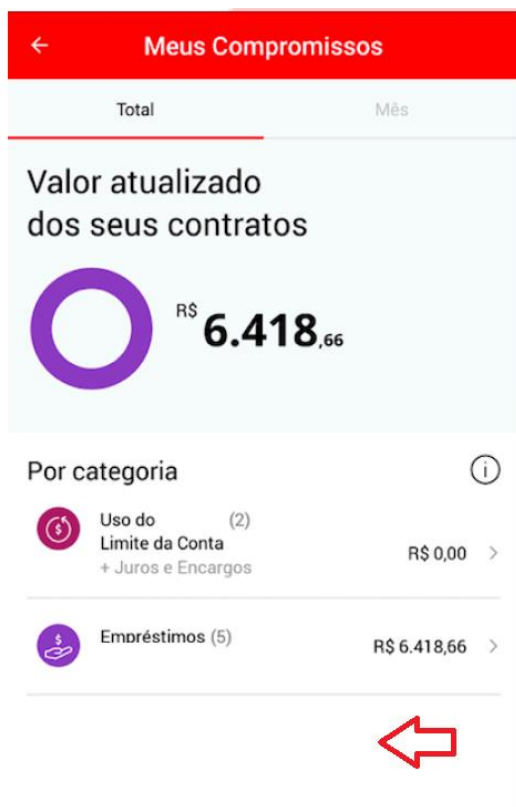 Meus Compromissos
Total Mês
Valor atualizado
dos seus contratos
R$ 6.418,66
Por categoria
Uso do (2)
Limite da Conta
+ Juros e Encargos
R$ 0,00
Empréstimos (5)
R$ 6.418,66